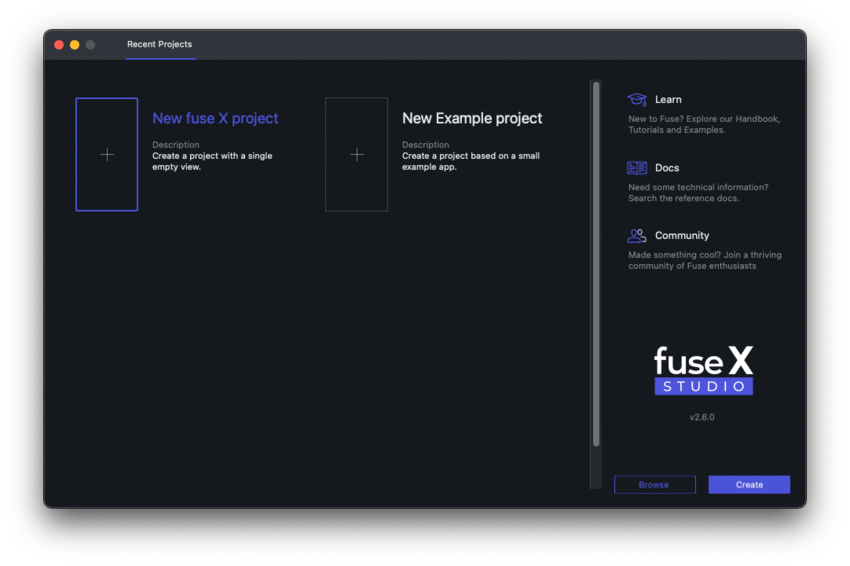 Recent Projects
New fuse X project
Description
Create a project with a single
empty view.
New Example project
Description
Create a project based on a small
example app.
Learn
New to Fuse? Explore our Handbook,
Tutorials and Examples.
Docs
Need some technical information?
Search the reference docs.
Community
Made something cool? Join a thriving
community of Fuse enthusiasts
fuse X
STUDIO
v2.6.0
Browse
Create